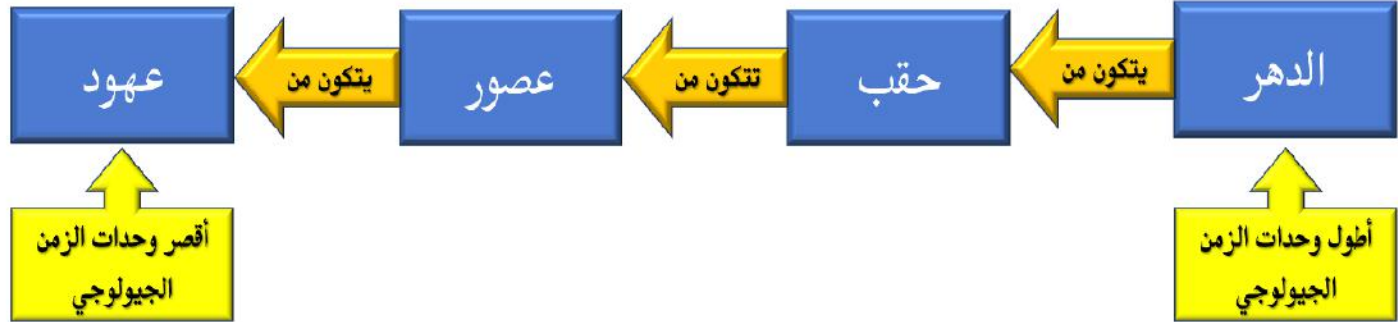 الدهر
يتكون من
حقب
تتكون من
عصور
يتكون من
عهود
أطول وحدات الزمن
الجيولوجي
أقصر وحدات الزمن
الجيولوجي